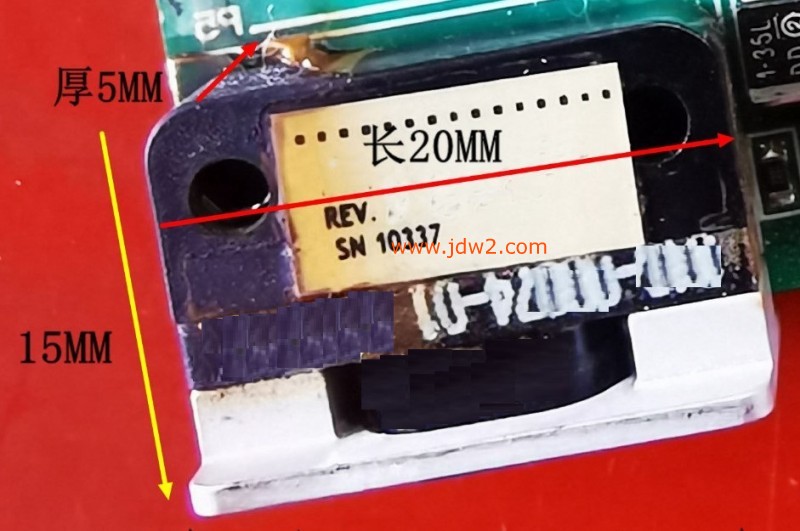 P5
1-35L
厚5MM
长20MM
REV.
SN 10337
www.jdw2.com
15MM